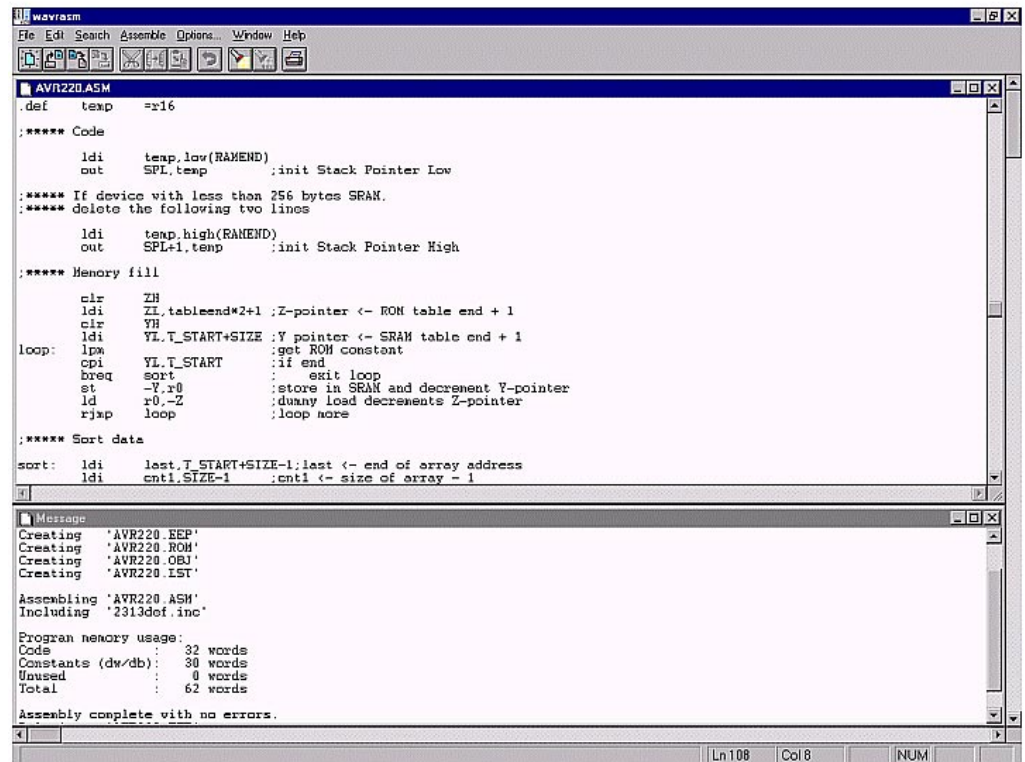 wavrasm
File Edit Search Assemble Options... Window Help
AVR220.ASM
.def temp =r16
;***** Code
ldi temp,low(RAMEND)
out SPL,temp ;init Stack Pointer Low
;***** If device with less than 256 bytes SRAM,
;***** delete the following two lines
ldi temp,high(RAMEND)
out SPL+1,temp ;init Stack Pointer High
;***** Memory fill
clr ZH
ldi ZL,tableend*2+1 ;Z-pointer <- ROM table end + 1
clr YH
ldi YL,T_START+SIZE ;Y pointer <- SRAM table end + 1
loop: lpm ;get ROM constant
cpi YL,T_START ;if end
breq sort ; exit loop
st -Y,r0 ;store in SRAM and decrement Y-pointer
ld r0,-Z ;dummy load decrements Z-pointer
rjmp loop ;loop more
;***** Sort data
sort: ldi last,T_START+SIZE-1;last <- end of array address
ldi cnt1,SIZE-1 ;cnt1 <- size of array - 1
Message
Creating 'AVR220.EEP'
Creating 'AVR220.ROM'
Creating 'AVR220.OBJ'
Creating 'AVR220.LST'
Assembling 'AVR220.ASM'
Including '2313def.inc'
Program memory usage:
Code : 32 words
Constants (dw/db): 30 words
Unused : 0 words
Total : 62 words
Assembly complete with no errors.
Ln 108 Col 8 NUM